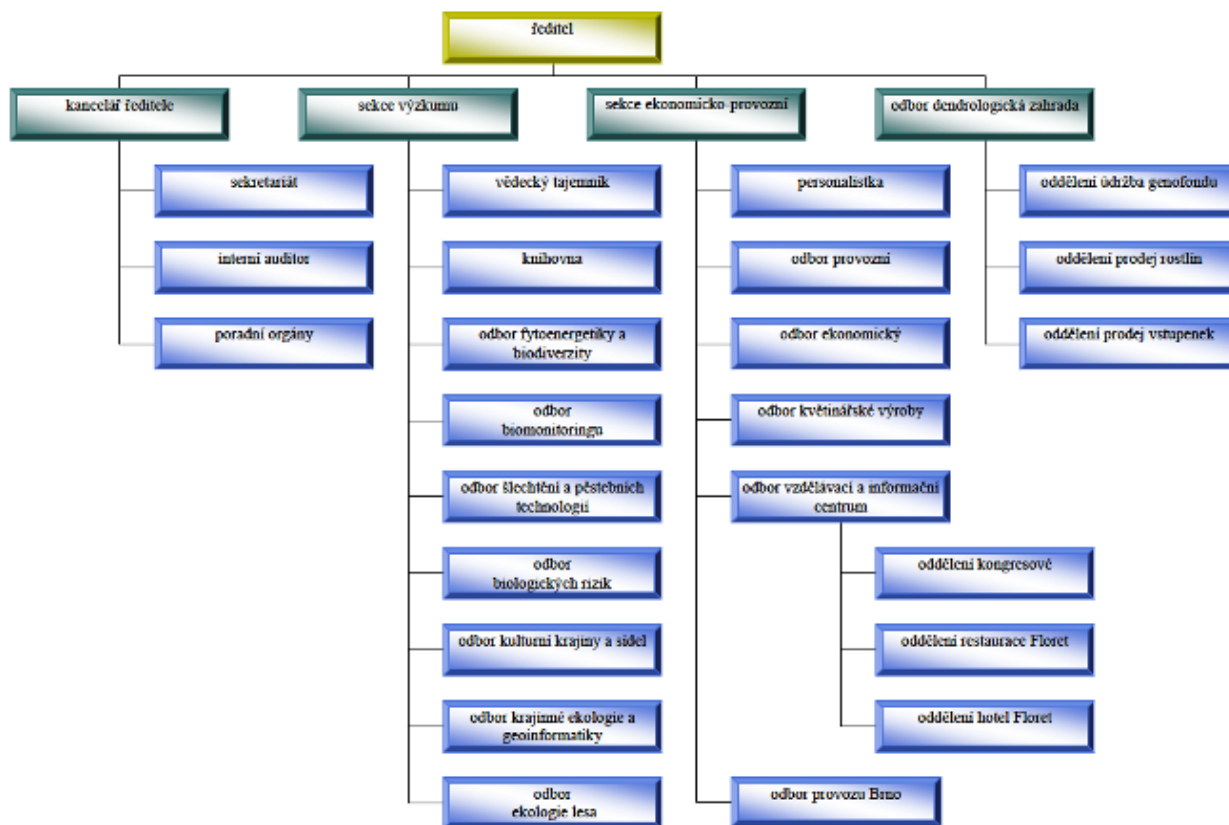 ředitel
kancelář ředitele
sekce výzkumu
sekce ekonomicko-provozní
odbor dendrologická zahrada
sekretariát
vědecký tajemník
personalistka
oddělení údržba genofondu
interní auditor
knihovna
odbor provozní
oddělení prodej rostlin
poradní orgány
odbor fytoenergetiky a
biodiverzity
odbor ekonomický
oddělení prodej vstupenek
odbor
biomonitoringu
odbor květinářské výroby
odbor šlechtění a pěstebních
technologií
odbor vzdělávací a informační
centrum
odbor
biologických rizik
oddělení kongresové
odbor kulturní krajiny a sídel
oddělení restaurace Floret
odbor krajinné ekologie a
geoinformatiky
oddělení hotel Floret
odbor
ekologie lesa
odbor provozu Brno